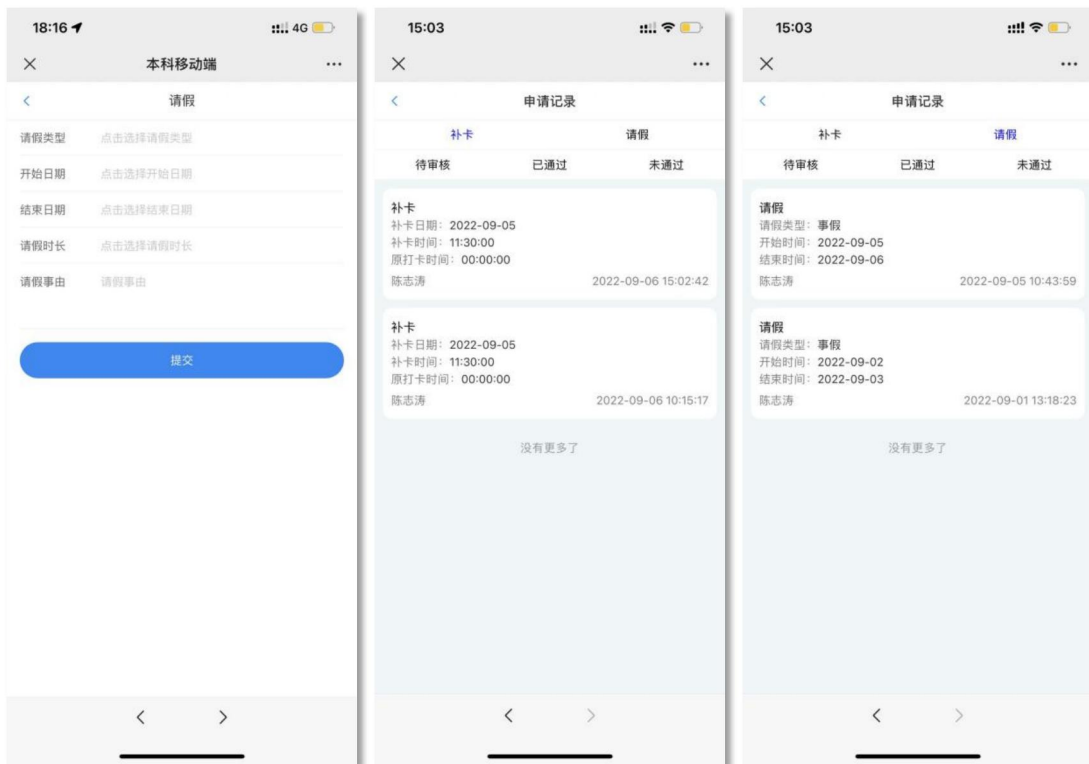 18:16
4G
本科移动端
请假
请假类型 点击选择请假类型
开始日期 点击选择开始日期
结束日期 点击选择结束日期
请假时长 点击选择请假时长
请假事由 请假事由
提交
15:03
申请记录
补卡 请假
待审核 已通过 未通过
补卡
补卡日期: 2022-09-05
补卡时间: 11:30:00
原打卡时间: 00:00:00
陈志涛 2022-09-06 15:02:42
补卡
补卡日期: 2022-09-05
补卡时间: 11:30:00
原打卡时间: 00:00:00
陈志涛 2022-09-06 10:15:17
没有更多了
15:03
申请记录
补卡 请假
待审核 已通过 未通过
请假
请假类型: 事假
开始时间: 2022-09-05
结束时间: 2022-09-06
陈志涛 2022-09-05 10:43:59
请假
请假类型: 事假
开始时间: 2022-09-02
结束时间: 2022-09-03
陈志涛 2022-09-01 13:18:23
没有更多了